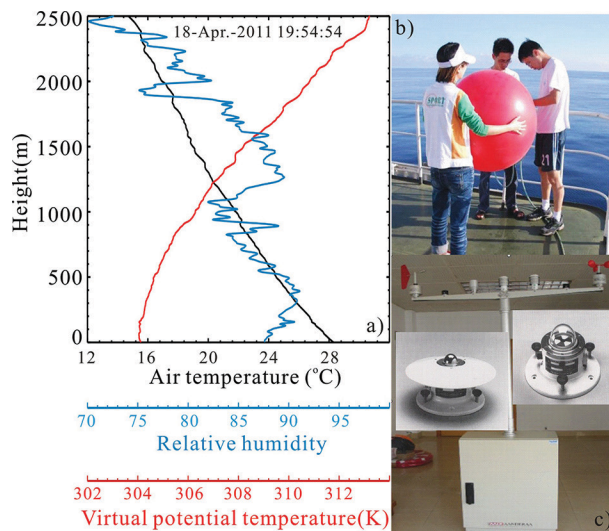 18-Apr.-2011 19:54:54
b)
2500
2000
1500
1000
500
0
Height(m)
a)
12 16 20 24 28
Air temperature (°C)
70 75 80 85 90 95
Relative humidity
302 304 306 308 310 312
Virtual potential temperature(K)
21
c)